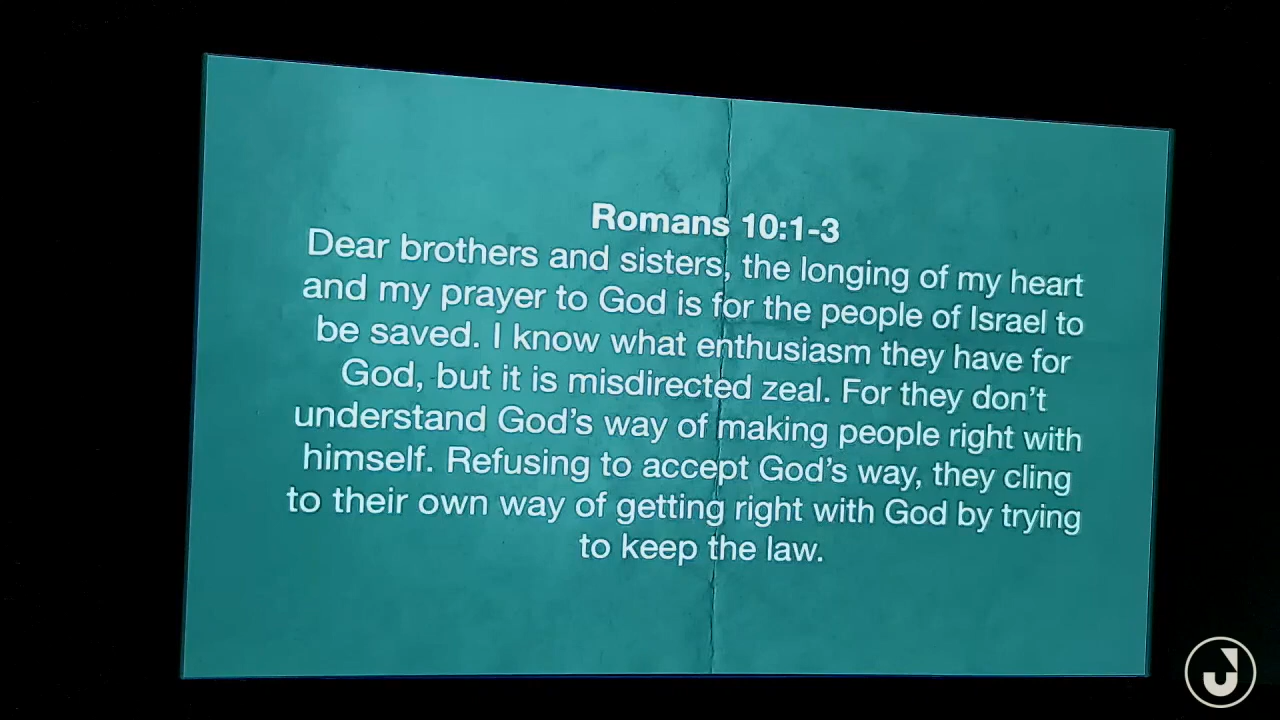 Romans 10:1-3
Dear brothers and sisters, the longing of my heart
and my prayer to God is for the people of Israel to
be saved. I know what enthusiasm they have for
God, but it is misdirected zeal. For they don't
understand God's way of making people right with
himself. Refusing to accept God's way, they cling
to their own way of getting right with God by trying
to keep the law.